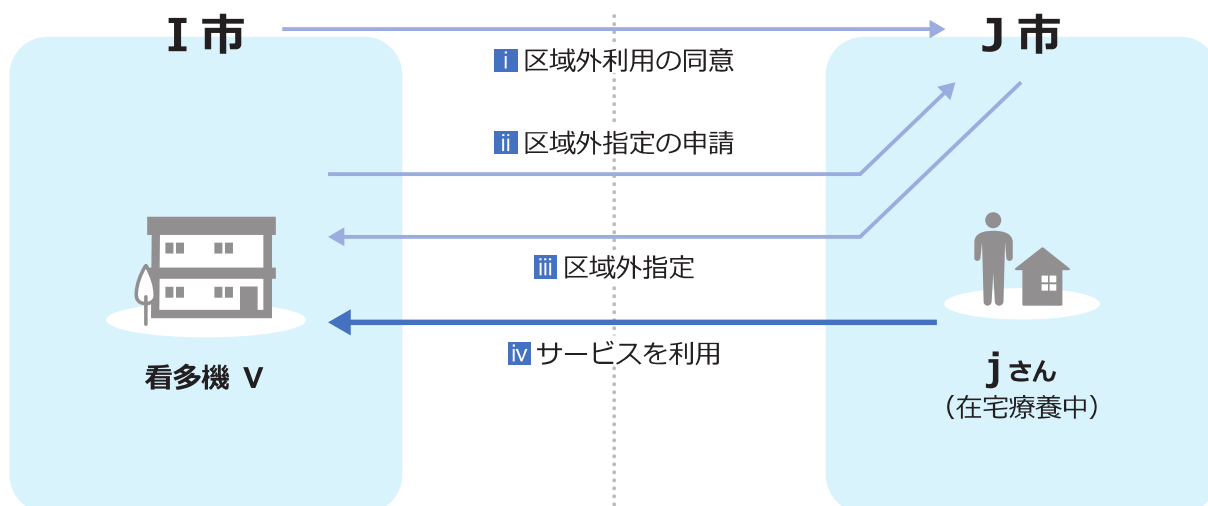 I 市
J 市
i 区域外利用の同意
ii 区域外指定の申請
iii 区域外指定
iv サービスを利用
看多機 V
jさん
（在宅療養中）